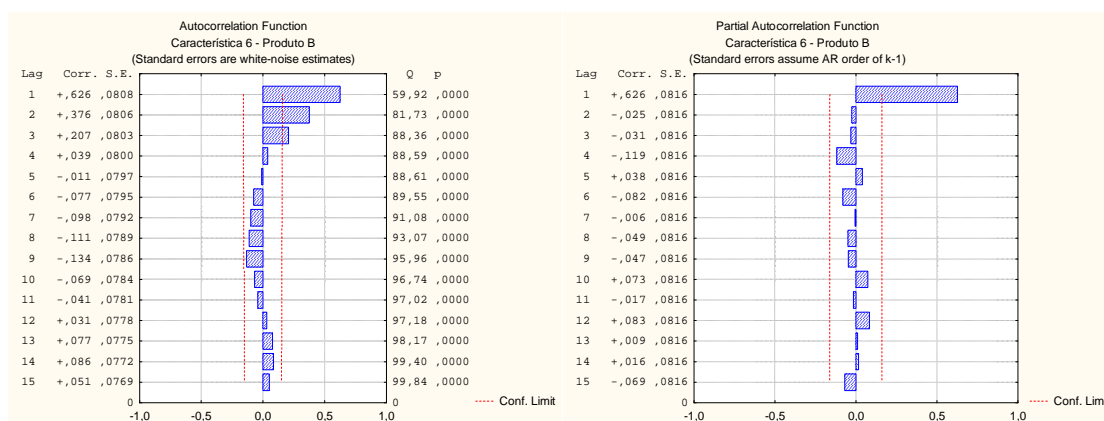 Autocorrelation Function
Característica 6 - Produto B
(Standard errors are white-noise estimates)
Lag Corr. S.E. Q p
1 +,626 ,0808 59,92 ,0000
2 +,376 ,0806 81,73 ,0000
3 +,207 ,0803 88,36 ,0000
4 +,039 ,0800 88,59 ,0000
5 -,011 ,0797 88,61 ,0000
6 -,077 ,0795 89,55 ,0000
7 -,098 ,0792 91,08 ,0000
8 -,111 ,0789 93,07 ,0000
9 -,134 ,0786 95,96 ,0000
10 -,069 ,0784 96,74 ,0000
11 -,041 ,0781 97,02 ,0000
12 +,031 ,0778 97,18 ,0000
13 +,077 ,0775 98,17 ,0000
14 +,086 ,0772 99,40 ,0000
15 +,051 ,0769 99,84 ,0000
0 0
-1,0 -0,5 0,0 0,5 1,0
Conf. Limit
Partial Autocorrelation Function
Característica 6 - Produto B
(Standard errors assume AR order of k-1)
Lag Corr. S.E.
1 +,626 ,0816
2 -,025 ,0816
3 -,031 ,0816
4 -,119 ,0816
5 +,038 ,0816
6 -,082 ,0816
7 -,006 ,0816
8 -,049 ,0816
9 -,047 ,0816
10 +,073 ,0816
11 -,017 ,0816
12 +,083 ,0816
13 +,009 ,0816
14 +,016 ,0816
15 -,069 ,0816
0
-1,0 -0,5 0,0 0,5 1,0
Conf. Lim